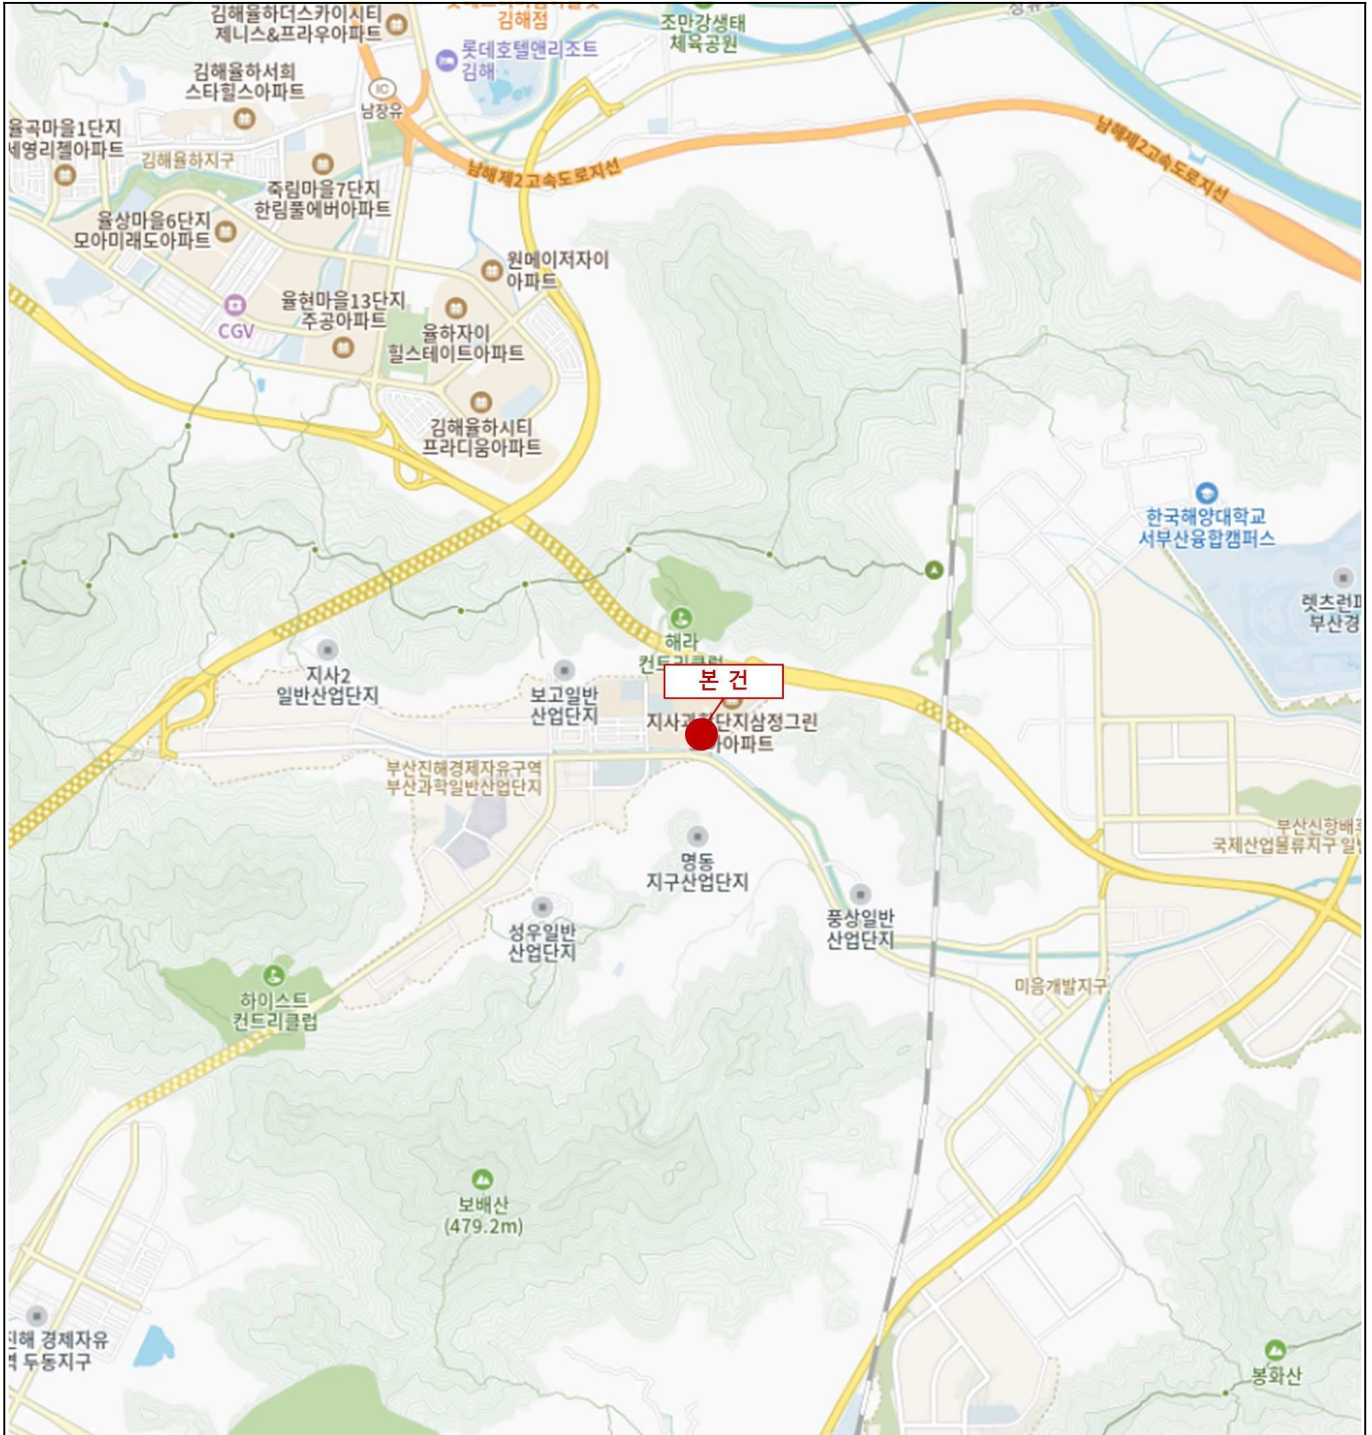 김해율하더스카이시티
제니스&프라우아파트
김해점
조만강생태
체육공원
롯데호텔앤리조트
김해
김해율하서희
스타힐스아파트
IC
남장유
율곡마을1단지
세영리첼아파트
김해율하지구
죽림마을7단지
한림풀에버아파트
남해제2고속도로지선
남해제2고속도로지선
율상마을6단지
모아미래도아파트
원메이저자이
아파트
율현마을13단지
주공아파트
CGV
율하자이
힐스테이트아파트
김해율하시티
프라디움아파트
한국해양대학교
서부산융합캠퍼스
렛츠런파
부산경
해라
컨트리클럽
본 건
지사2
일반산업단지
보고일반
산업단지
지사과학단지삼정그린
아파트
부산진해경제자유구역
부산과학일반산업단지
명동
지구산업단지
부산신항배후
국제산업물류지구 일반
성우일반
산업단지
풍상일반
산업단지
하이스트
컨트리클럽
미음개발지구
보배산
(479.2m)
진해 경제자유
역 두동지구
봉화산